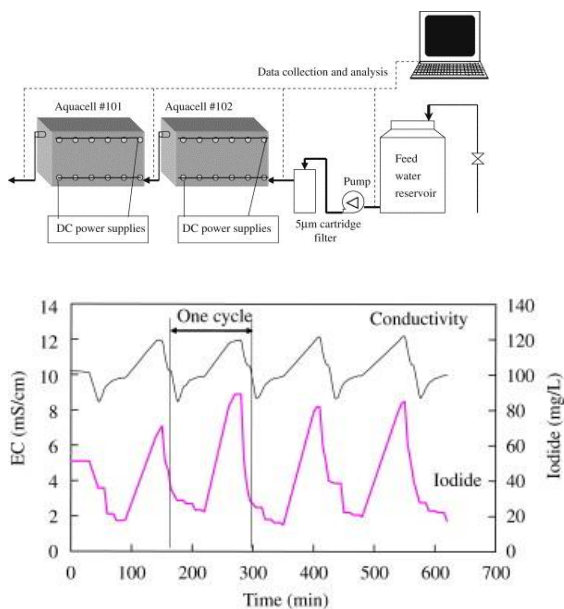 Data collection and analysis
Aquacell #101
Aquacell #102
Feed
water
reservoir
Pump
DC power supplies
DC power supplies
5μm cartridge
filter
14
12
10
8
6
4
2
0
EC (mS/cm)
One cycle
Conductivity
Iodide
140
120
100
80
60
40
20
0
Iodide (mg/L)
0
100
200
300
400
500
600
700
Time (min)